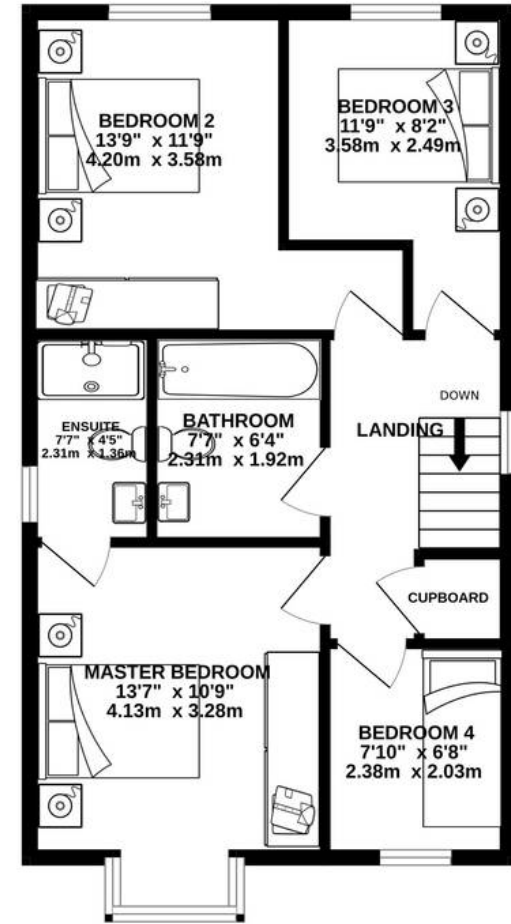 BEDROOM 2
13'9" x 11'9"
4.20m x 3.58m
BEDROOM 3
11'9" x 8'2"
3.58m x 2.49m
ENSUITE
7'7" x 4'5"
2.31m x 1.36m
BATHROOM
7'7" x 6'4"
2.31m x 1.92m
DOWN
LANDING
CUPBOARD
MASTER BEDROOM
13'7" x 10'9"
4.13m x 3.28m
BEDROOM 4
7'10" x 6'8"
2.38m x 2.03m